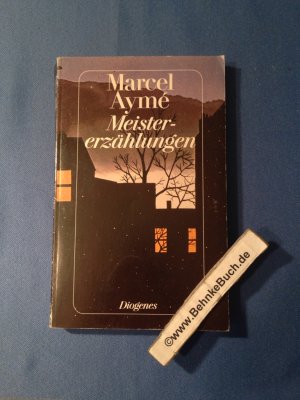 Marcel
Aymé
Meister-
erzählungen
Diogenes
©www.BehnkeBuch.de